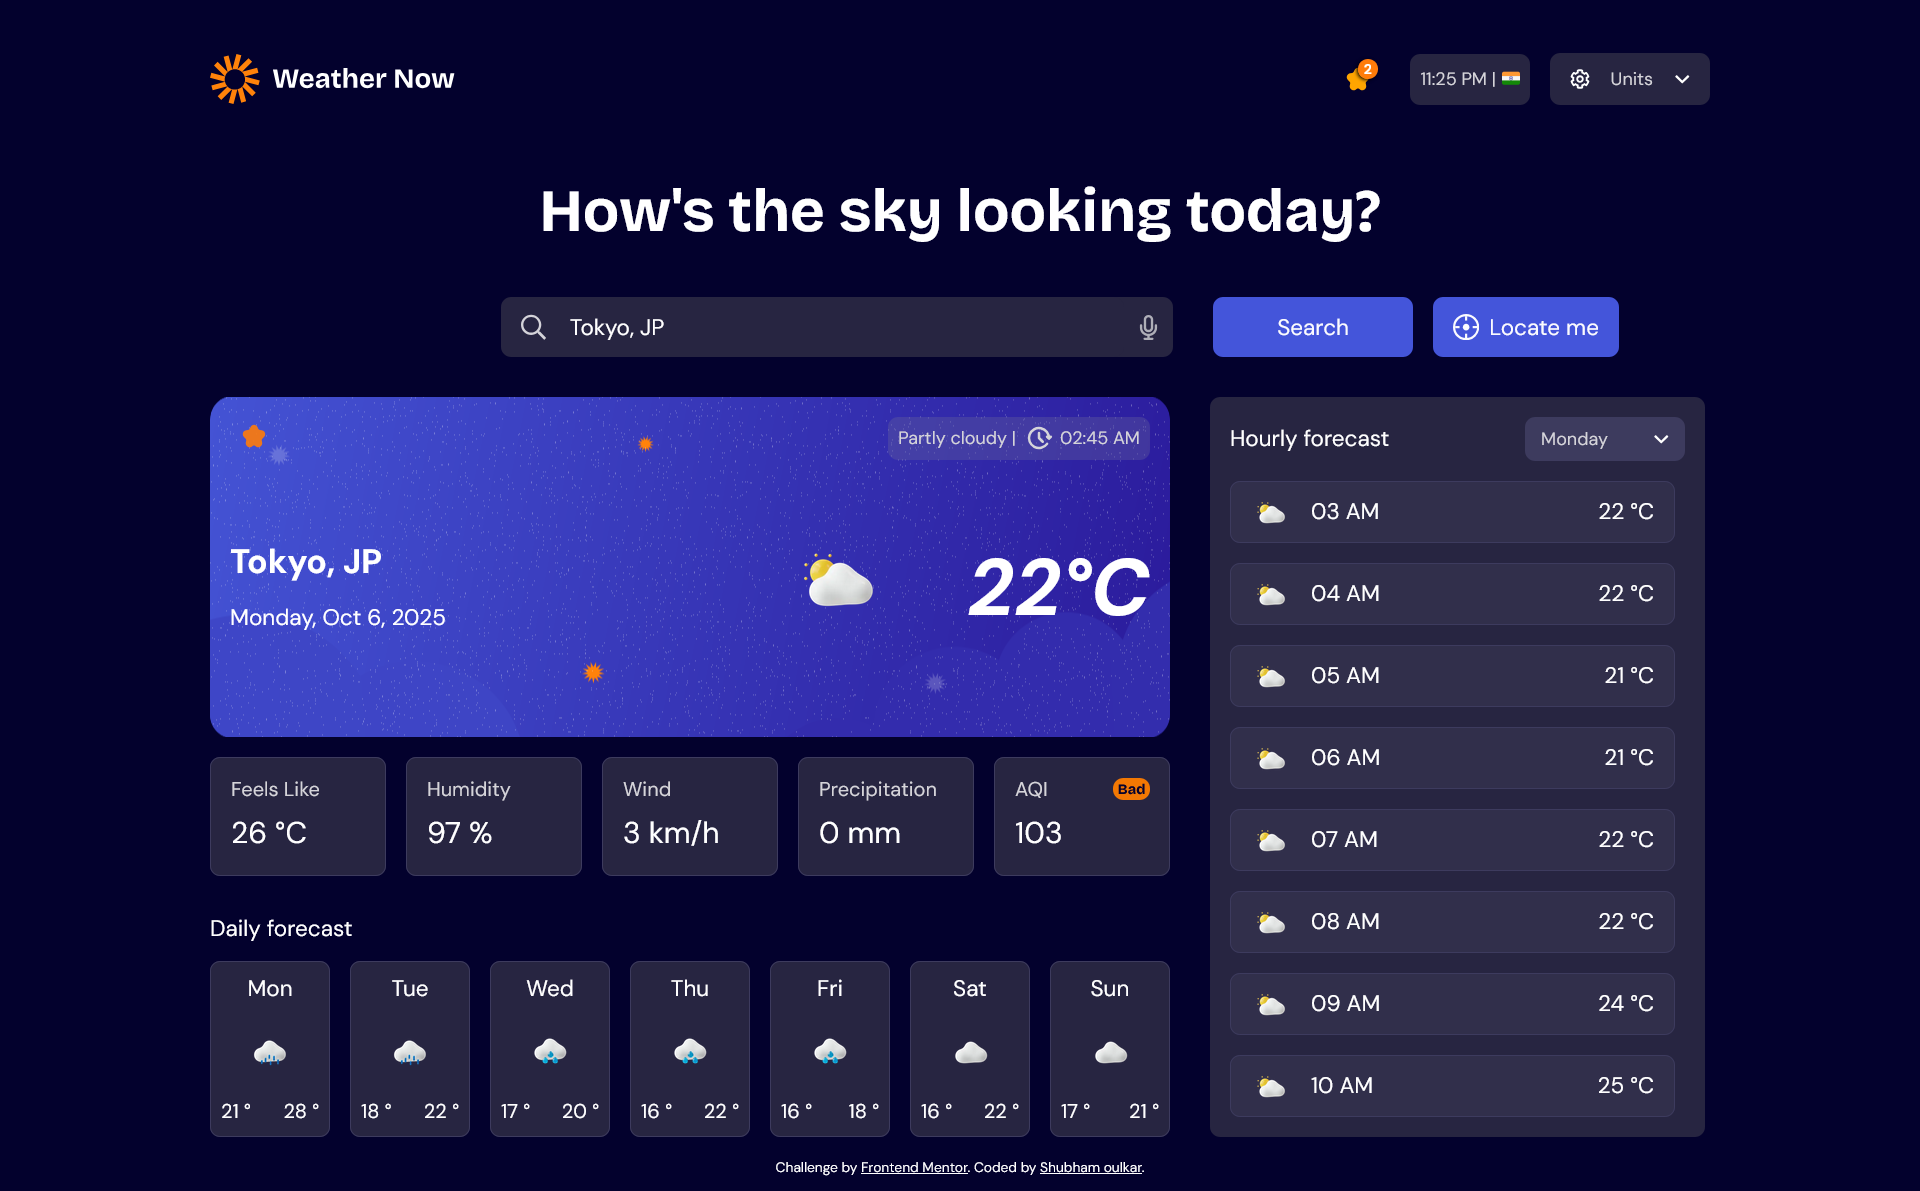 Weather Now
2
11:25 PM |
Units
How's the sky looking today?
Tokyo, JP
Search
Locate me
Partly cloudy | 02:45 AM
Tokyo, JP
Monday, Oct 6, 2025
22°C
Feels Like
26 °C
Humidity
97 %
Wind
3 km/h
Precipitation
0 mm
AQI
Bad
103
Daily forecast
Mon
21 ° 28 °
Tue
18 ° 22 °
Wed
17 ° 20 °
Thu
16 ° 22 °
Fri
16 ° 18 °
Sat
16 ° 22 °
Sun
17 ° 21 °
Hourly forecast
Monday
03 AM 22 °C
04 AM 22 °C
05 AM 21 °C
06 AM 21 °C
07 AM 22 °C
08 AM 22 °C
09 AM 24 °C
10 AM 25 °C
Challenge by Frontend Mentor. Coded by Shubham oulkar.